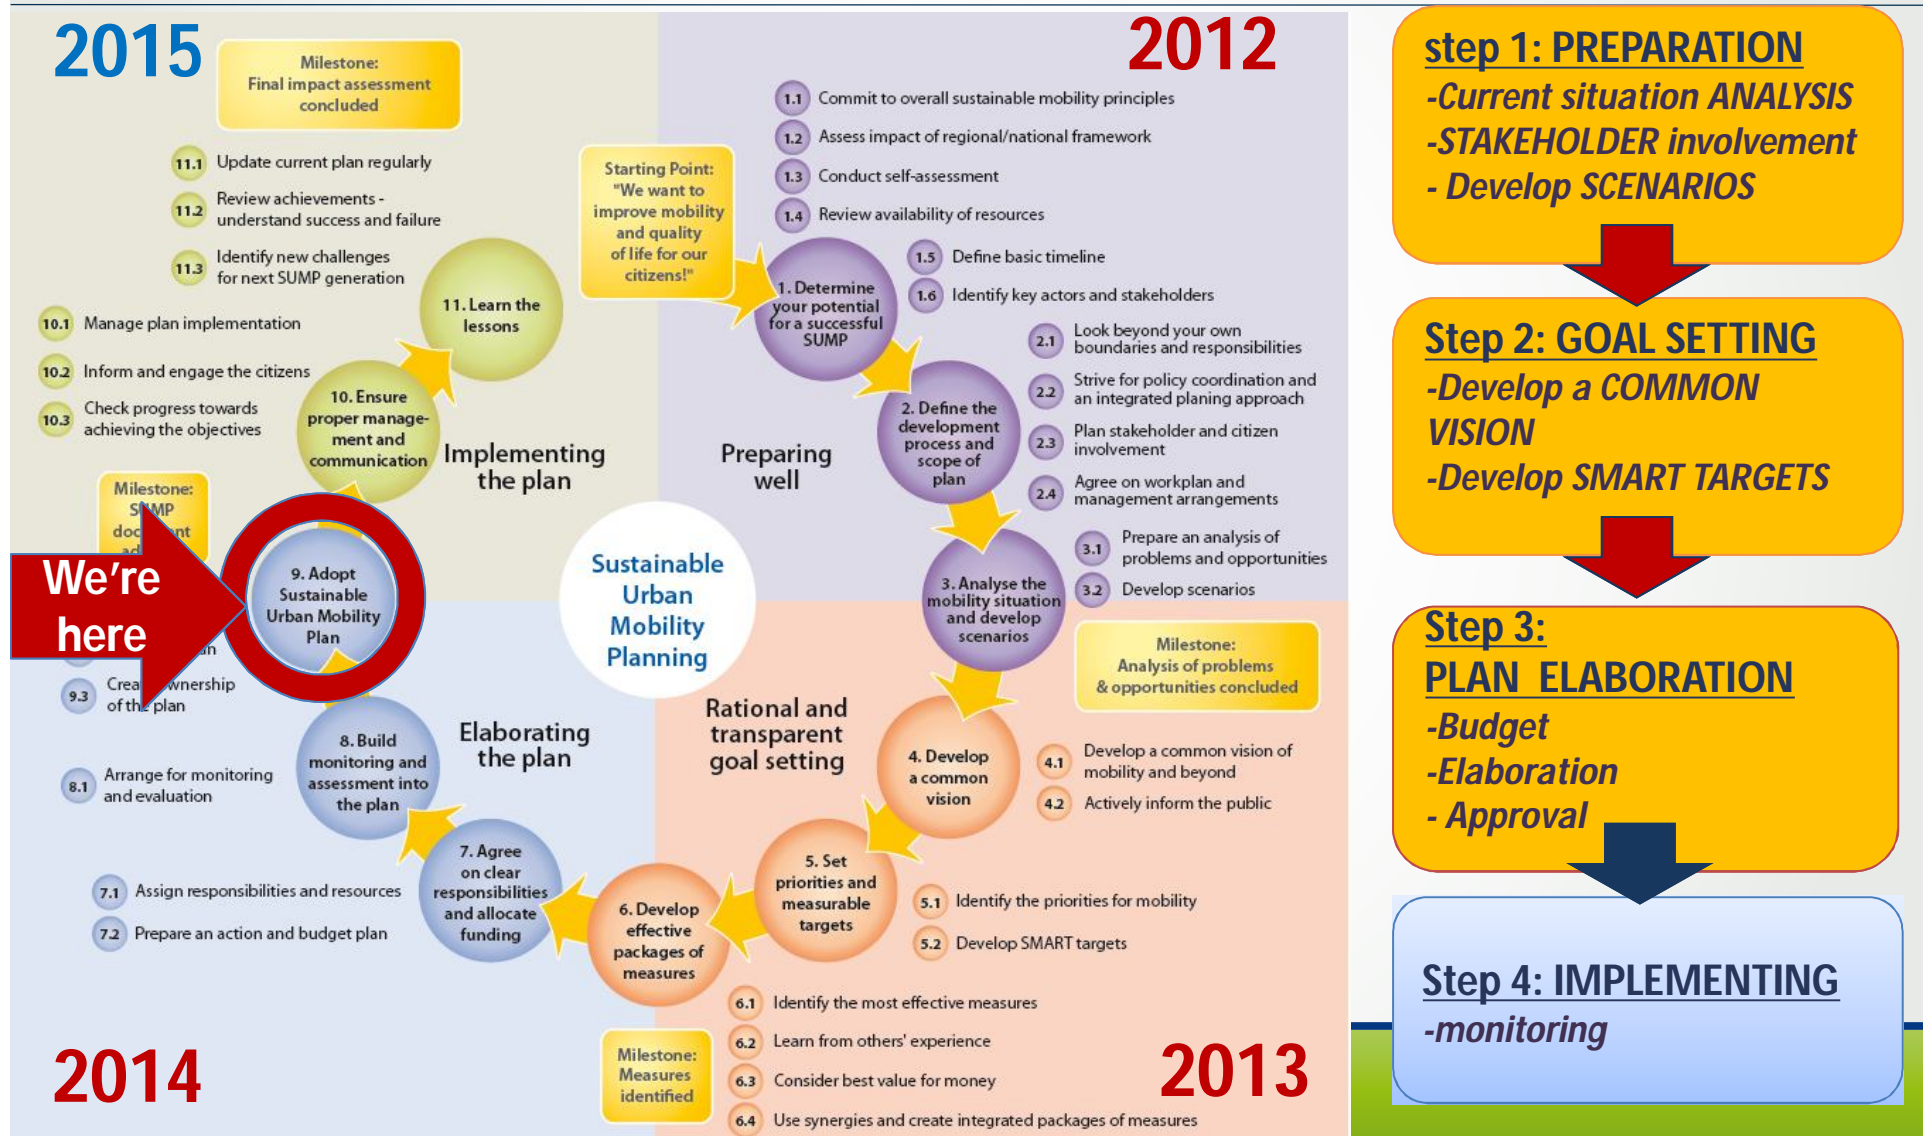 2015
2012
Milestone:
Final impact assessment
concluded
11.1 Update current plan regularly
11.2 Review achievements -
understand success and failure
11.3 Identify new challenges
for next SUMP generation
10.1 Manage plan implementation
10.2 Inform and engage the citizens
10.3 Check progress towards
achieving the objectives
11. Learn the
lessons
10. Ensure
proper manage-
ment and
communication
Implementing
the plan
Starting Point:
"We want to
improve mobility
and quality
of life for our
citizens!"
1.1 Commit to overall sustainable mobility principles
1.2 Assess impact of regional/national framework
1.3 Conduct self-assessment
1.4 Review availability of resources
1.5 Define basic timeline
1.6 Identify key actors and stakeholders
1. Determine
your potential
for a successful
SUMP
2.1 Look beyond your own
boundaries and responsibilities
2.2 Strive for policy coordination and
an integrated planing approach
2.3 Plan stakeholder and citizen
involvement
2.4 Agree on workplan and
management arrangements
2. Define the
development
process and
scope of
plan
Preparing
well
3.1 Prepare an analysis of
problems and opportunities
3.2 Develop scenarios
3. Analyse the
mobility situation
and develop
scenarios
Milestone:
Analysis of problems
& opportunities concluded
Sustainable
Urban
Mobility
Planning
Milestone:
We're
here
9. Adopt
Sustainable
Urban Mobility
Plan
9.3
of the plan
8. Build
monitoring and
assessment into
the plan
8.1 Arrange for monitoring
and evaluation
Elaborating
the plan
7. Agree
on clear
responsibilities
and allocate
funding
7.1 Assign responsibilities and resources
7.2 Prepare an action and budget plan
Rational and
transparent
goal setting
4. Develop
a common
vision
4.1 Develop a common vision of
mobility and beyond
4.2 Actively inform the public
5. Set
priorities and
measurable
targets
5.1 Identify the priorities for mobility
5.2 Develop SMART targets
6. Develop
effective
packages of
measures
6.1 Identify the most effective measures
6.2 Learn from others' experience
6.3 Consider best value for money
6.4 Use synergies and create integrated packages of measures
Milestone:
Measures
identified
2014
2013
step 1: PREPARATION
-Current situation ANALYSIS
-STAKEHOLDER involvement
- Develop SCENARIOS
Step 2: GOAL SETTING
-Develop a COMMON
VISION
-Develop SMART TARGETS
Step 3:
PLAN ELABORATION
-Budget
-Elaboration
- Approval
Step 4: IMPLEMENTING
-monitoring